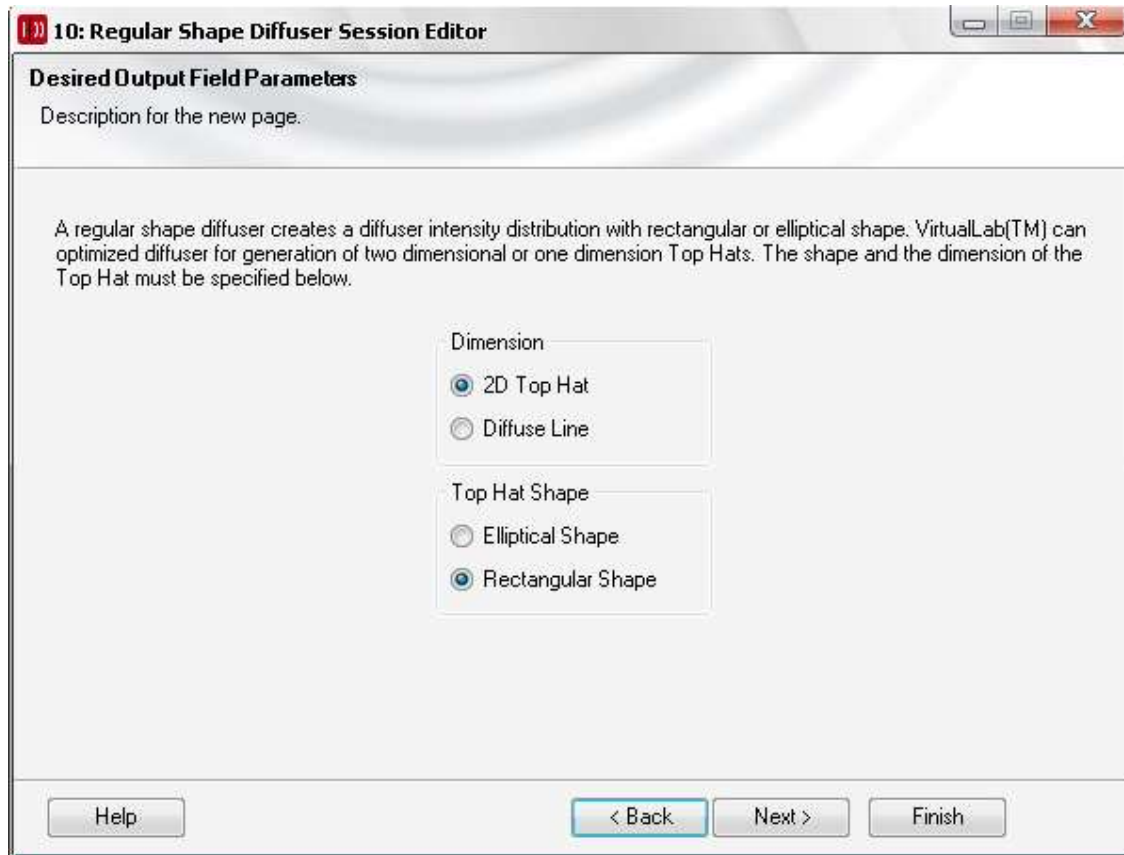 10: Regular Shape Diffuser Session Editor
Desired Output Field Parameters
Description for the new page.
A regular shape diffuser creates a diffuser intensity distribution with rectangular or elliptical shape. VirtualLab(TM) can
optimized diffuser for generation of two dimensional or one dimension Top Hats. The shape and the dimension of the
Top Hat must be specified below.
Dimension
2D Top Hat
Diffuse Line
Top Hat Shape
Elliptical Shape
Rectangular Shape
Help
< Back
Next >
Finish